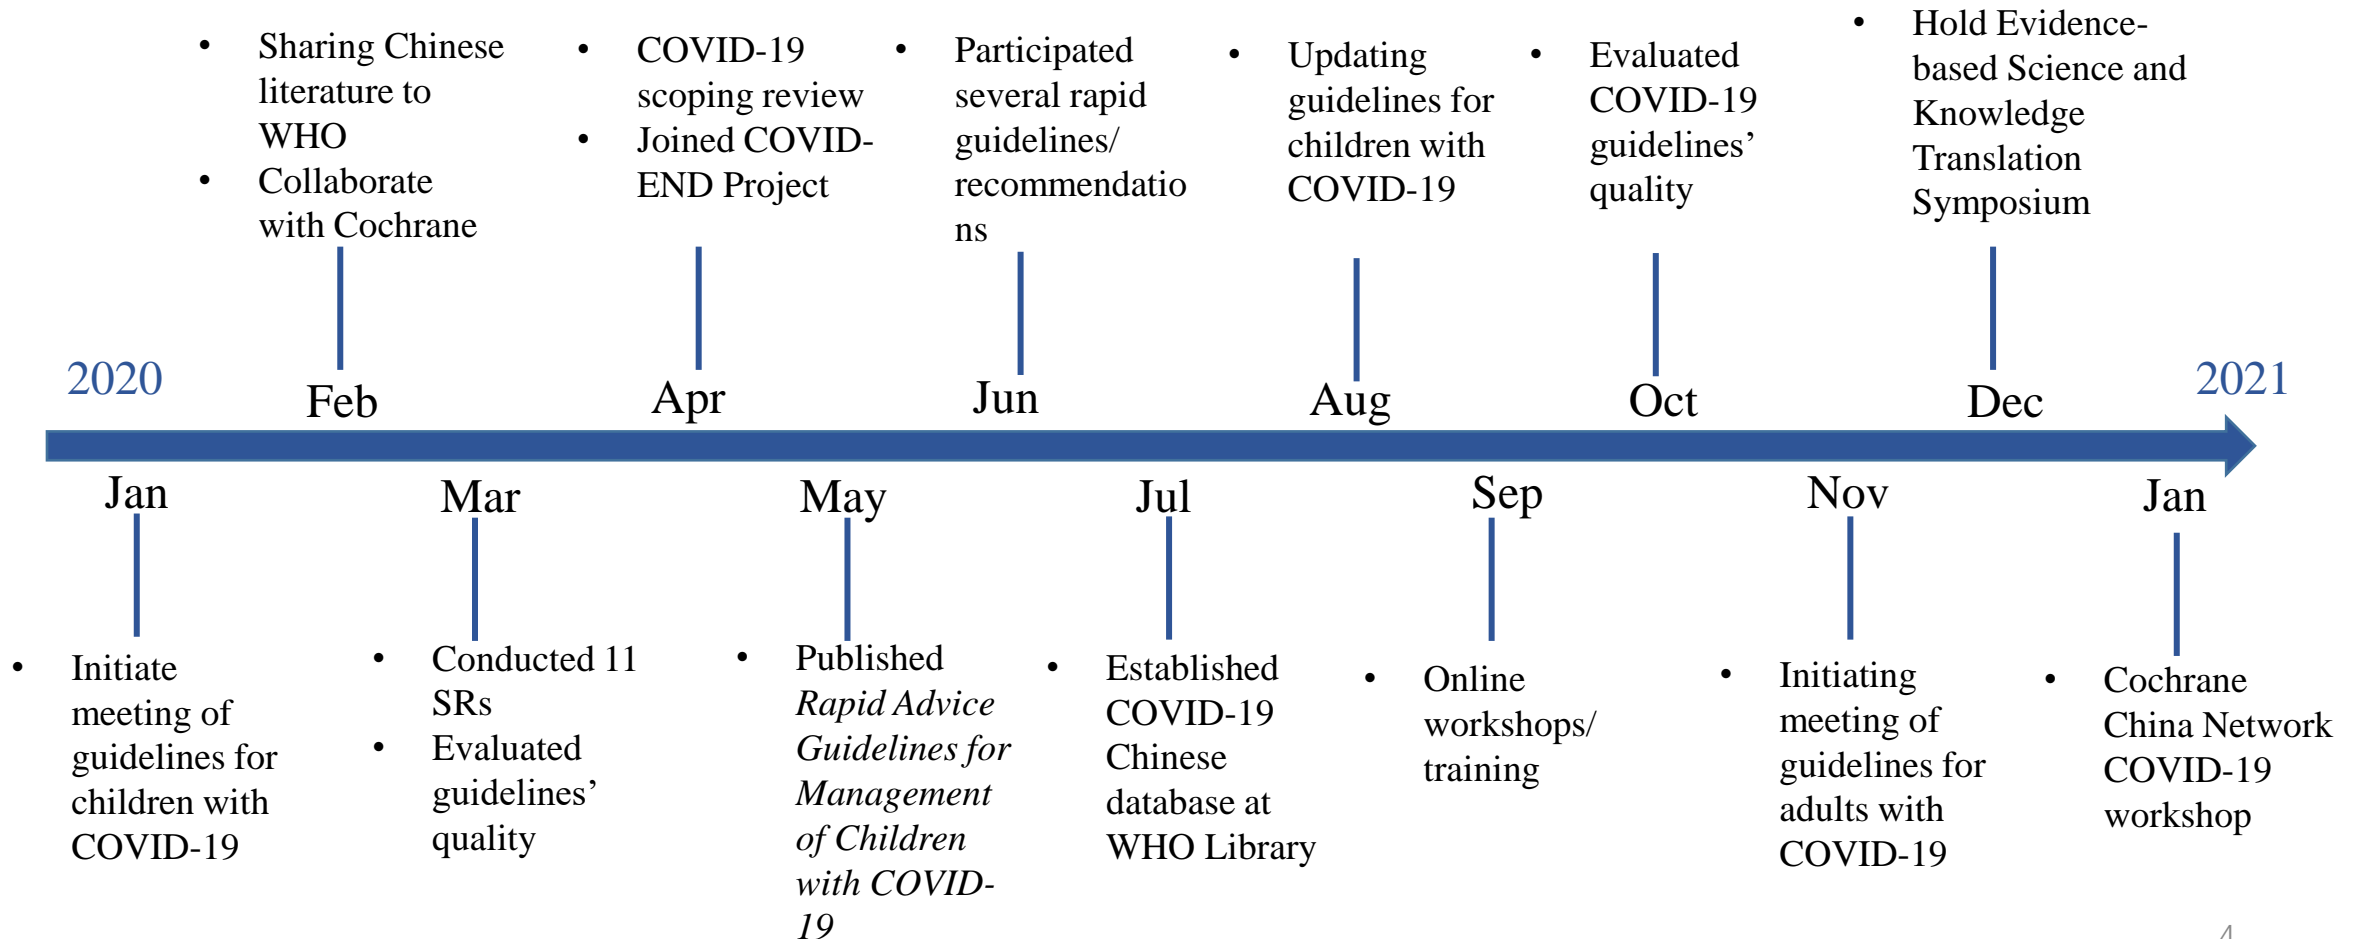 • Sharing Chinese
literature to
WHO
• Collaborate
with Cochrane
• COVID-19
scoping review
• Joined COVID-
END Project
• Participated
several rapid
guidelines/
recommendatio
ns
• Updating
guidelines for
children with
COVID-19
• Evaluated
COVID-19
guidelines’
quality
• Hold Evidence-
based Science and
Knowledge
Translation
Symposium
2020
Feb
Apr
Jun
Aug
Oct
Dec
2021
Jan
Mar
May
Jul
Sep
Nov
Jan
• Initiate
meeting of
guidelines for
children with
COVID-19
• Conducted 11
SRs
• Evaluated
guidelines’
quality
• Published
Rapid Advice
Guidelines for
Management
of Children
with COVID-
19
• Established
COVID-19
Chinese
database at
WHO Library
• Online
workshops/
training
• Initiating
meeting of
guidelines for
adults with
COVID-19
• Cochrane
China Network
COVID-19
workshop
4